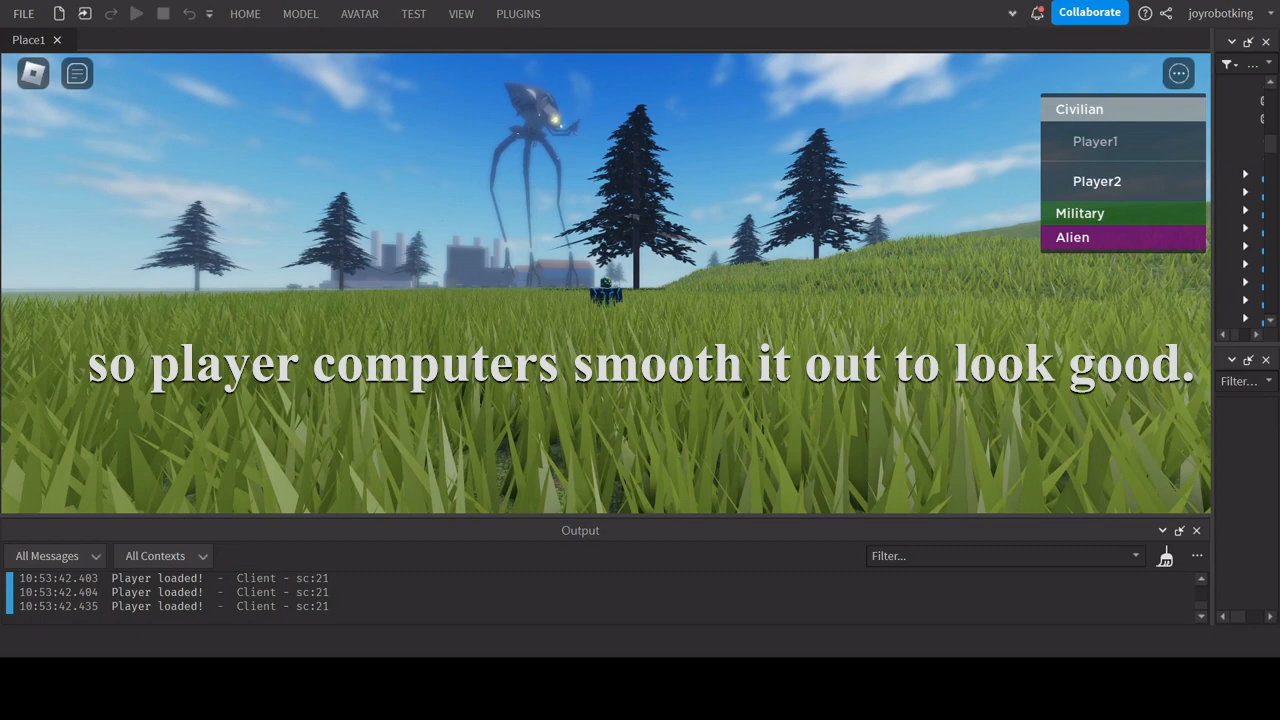 FILE HOME MODEL AVATAR TEST VIEW PLUGINS Collaborate joyrobotking
Place1
Civilian
Player1
Player2
Military
Alien
so player computers smooth it out to look good.
Filter...
Output
All Messages All Contexts Filter...
10:53:42.403 Player loaded! - Client - sc:21
10:53:42.404 Player loaded! - Client - sc:21
10:53:42.435 Player loaded! - Client - sc:21